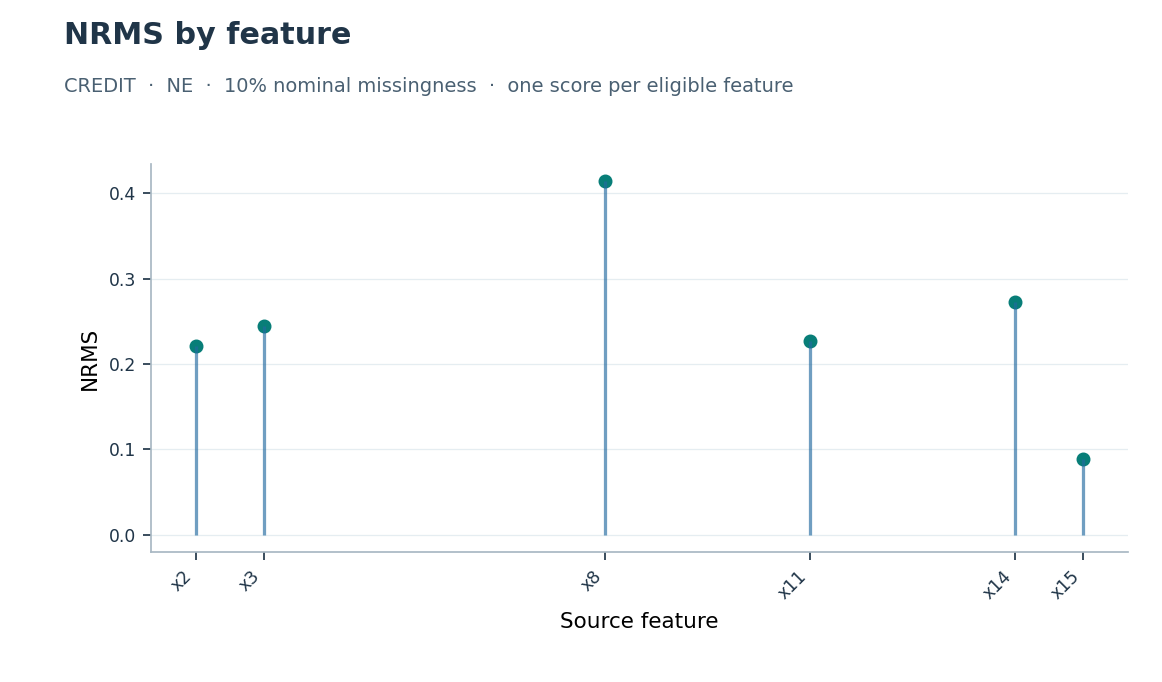 NRMS by feature
CREDIT · NE · 10% nominal missingness · one score per eligible feature
0.4
0.3
0.2
0.1
0.0
NRMS
x2 x3 x8 x11 x14 x15
Source feature